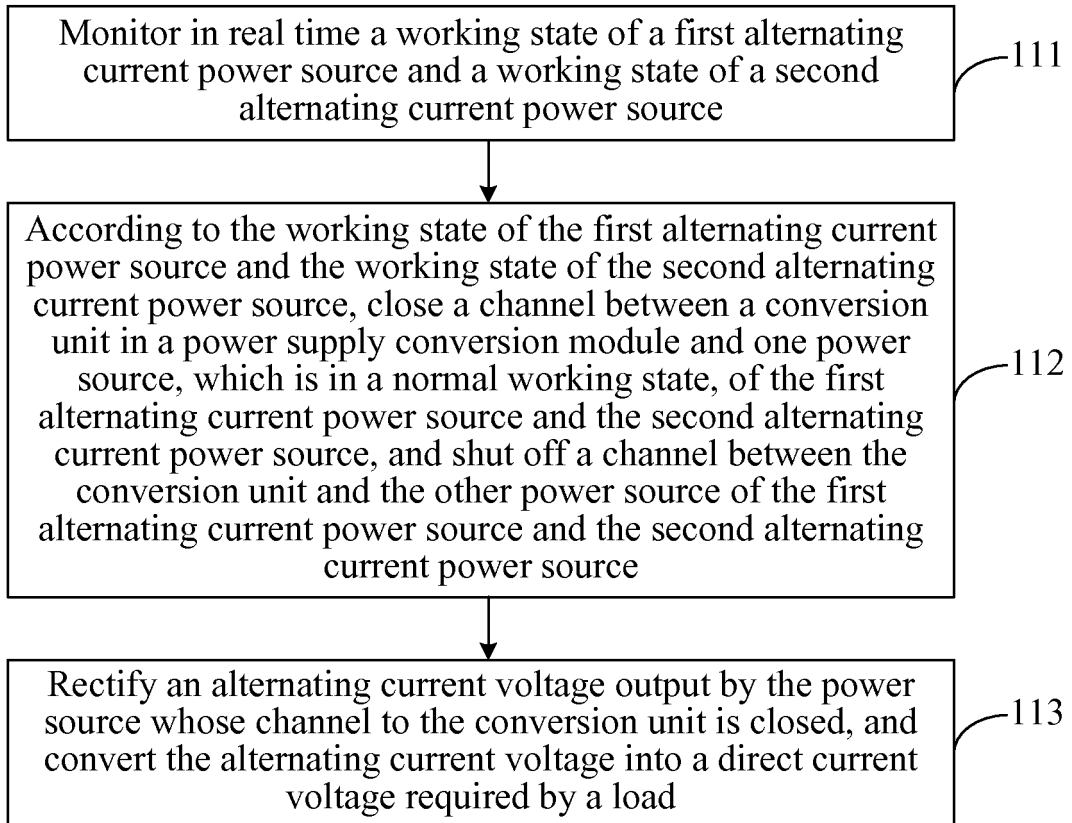 Monitor in real time a working state of a first alternating
current power source and a working state of a second
alternating current power source
111
According to the working state of the first alternating current
power source and the working state of the second alternating
current power source, close a channel between a conversion
unit in a power supply conversion module and one power
source, which is in a normal working state, of the first
alternating current power source and the second alternating
current power source, and shut off a channel between the
conversion unit and the other power source of the first
alternating current power source and the second alternating
current power source
112
Rectify an alternating current voltage output by the power
source whose channel to the conversion unit is closed, and
convert the alternating current voltage into a direct current
voltage required by a load
113